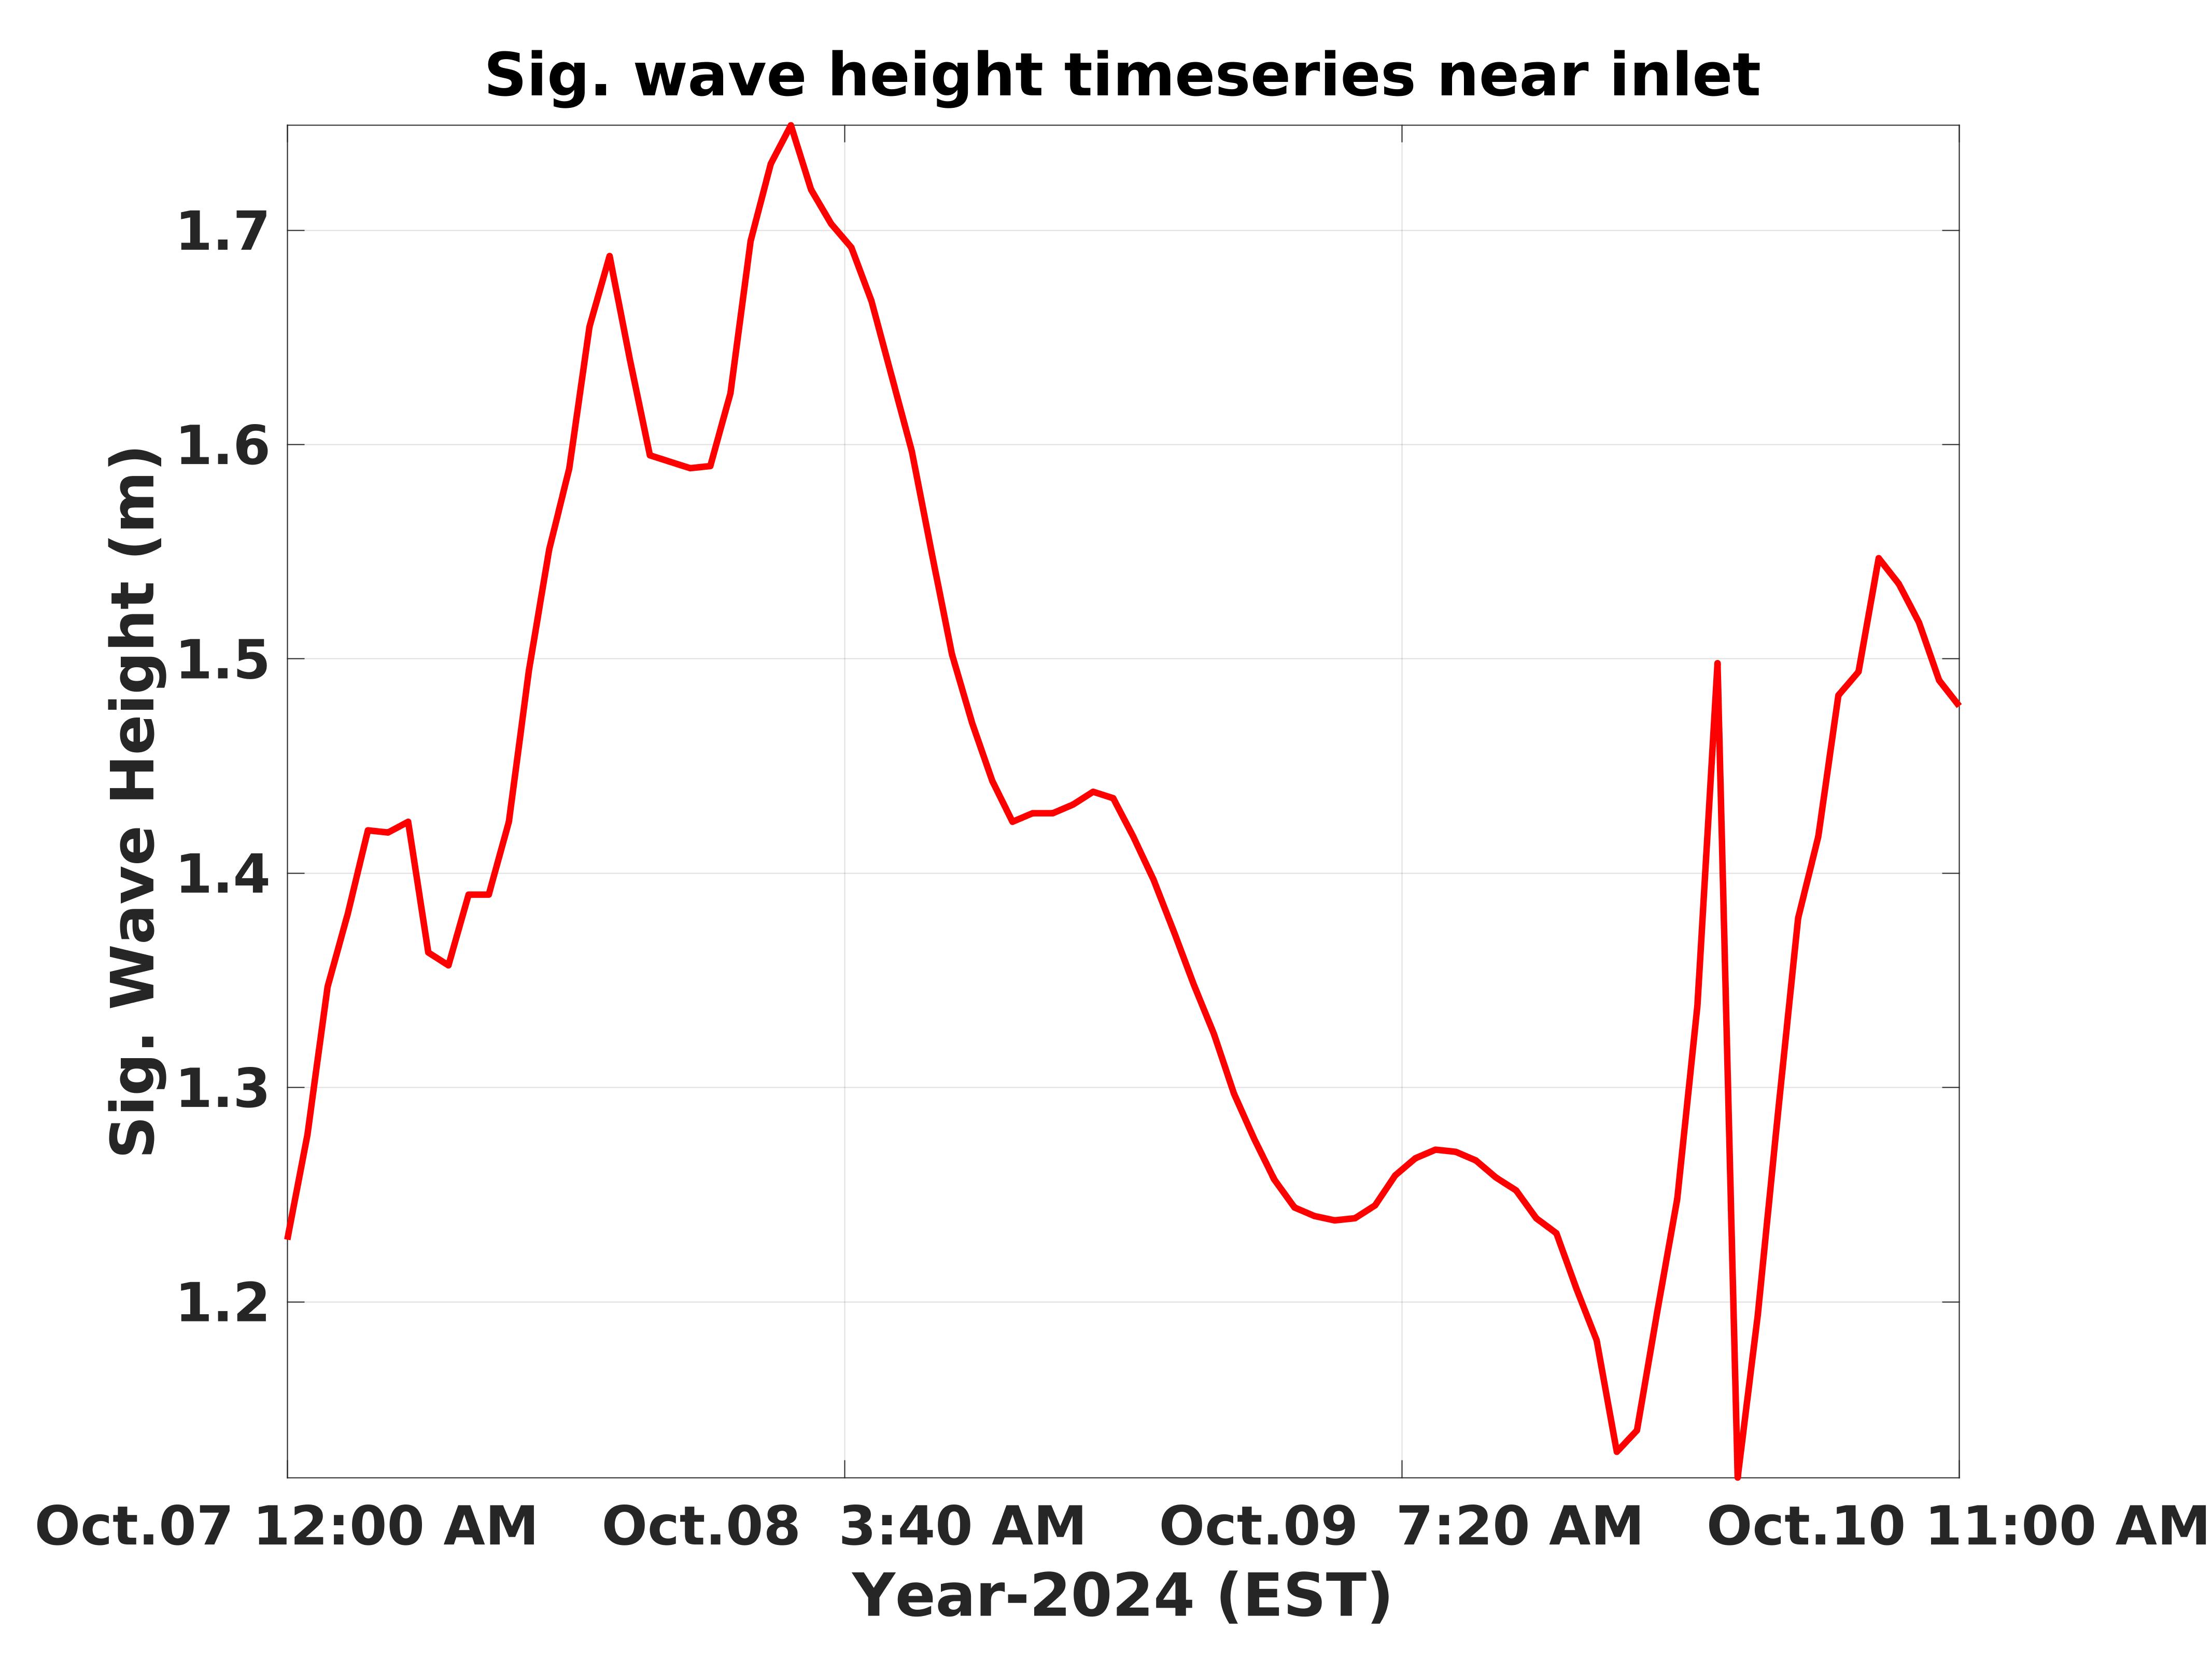 Sig. wave height timeseries near inlet
Sig. Wave Height (m)
1.7
1.6
1.5
1.4
1.3
1.2
Oct.07 12:00 AM Oct.08 3:40 AM Oct.09 7:20 AM Oct.10 11:00 AM
Year-2024 (EST)